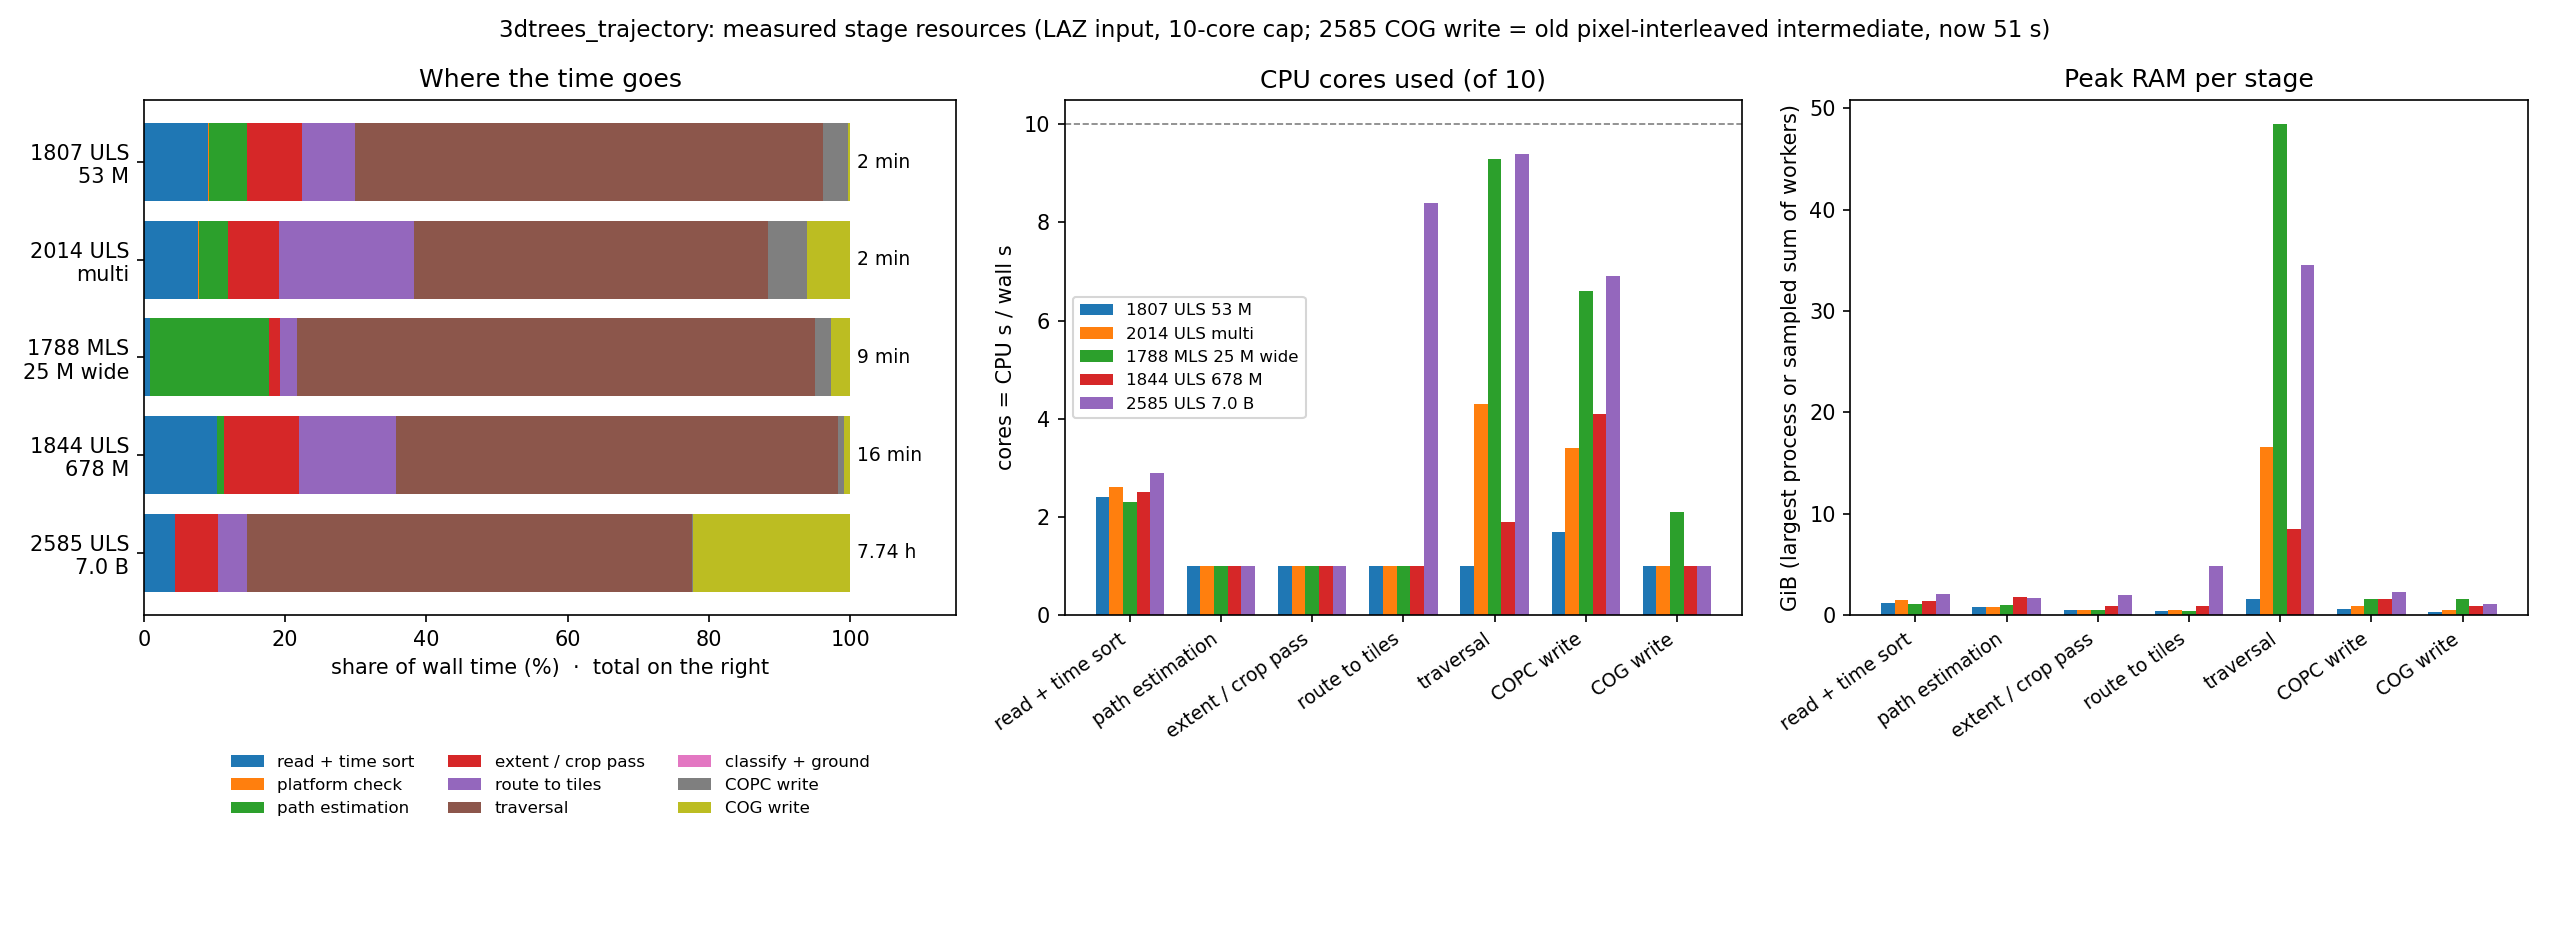 3dtrees_trajectory: measured stage resources (LAZ input, 10-core cap; 2585 COG write = old pixel-interleaved intermediate, now 51 s)
Where the time goes
1807 ULS
53 M
2 min
2014 ULS
multi
2 min
1788 MLS
25 M wide
9 min
1844 ULS
678 M
16 min
2585 ULS
7.0 B
7.74 h
0 20 40 60 80 100
share of wall time (%) · total on the right
read + time sort
platform check
path estimation
extent / crop pass
route to tiles
traversal
classify + ground
COPC write
COG write
CPU cores used (of 10)
cores = CPU s / wall s
10
8
6
4
2
0
1807 ULS 53 M
2014 ULS multi
1788 MLS 25 M wide
1844 ULS 678 M
2585 ULS 7.0 B
read + time sort
path estimation
extent / crop pass
route to tiles
traversal
COPC write
COG write
Peak RAM per stage
GiB (largest process or sampled sum of workers)
50
40
30
20
10
0
read + time sort
path estimation
extent / crop pass
route to tiles
traversal
COPC write
COG write